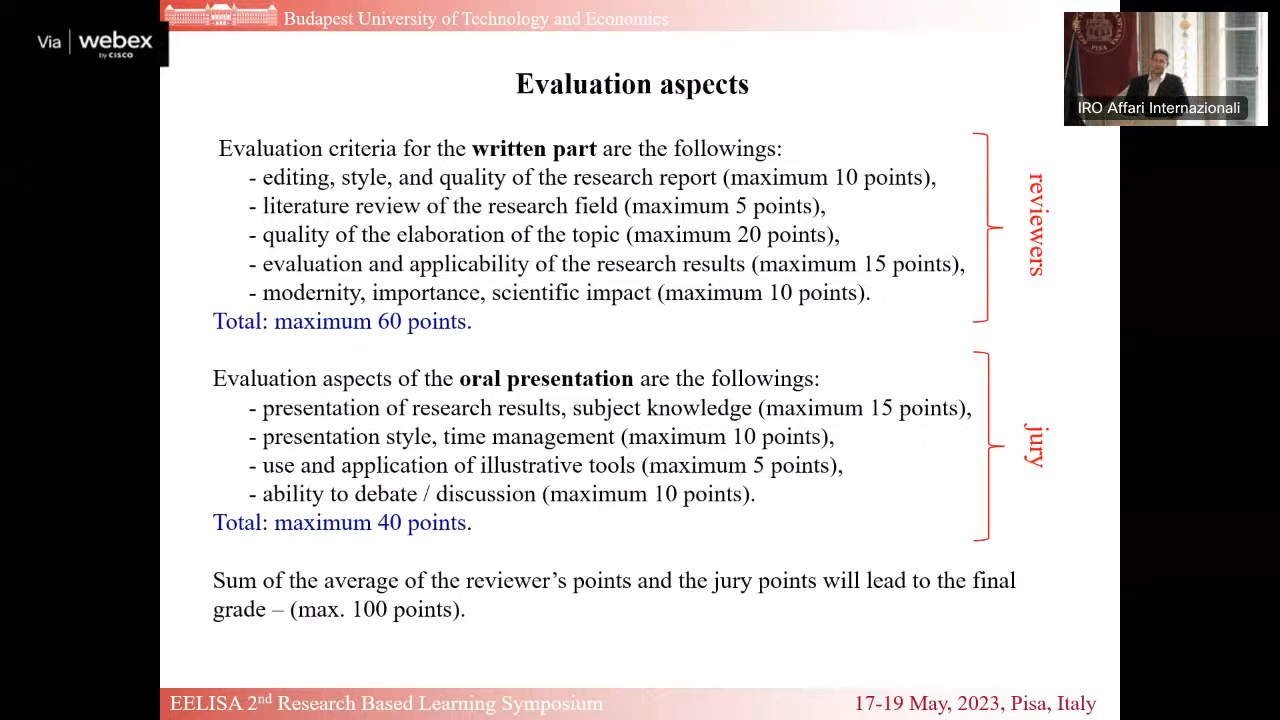 Budapest University of Technology and Economics
Via webex
by CISCO
Evaluation aspects
PISA
IRO Affari Internazionali
Evaluation criteria for the written part are the followings:
- editing, style, and quality of the research report (maximum 10 points),
- literature review of the research field (maximum 5 points),
- quality of the elaboration of the topic (maximum 20 points),
- evaluation and applicability of the research results (maximum 15 points),
- modernity, importance, scientific impact (maximum 10 points).
Total: maximum 60 points.
reviewers
Evaluation aspects of the oral presentation are the followings:
- presentation of research results, subject knowledge (maximum 15 points),
- presentation style, time management (maximum 10 points),
- use and application of illustrative tools (maximum 5 points),
- ability to debate / discussion (maximum 10 points).
Total: maximum 40 points.
jury
Sum of the average of the reviewer’s points and the jury points will lead to the final
grade – (max. 100 points).
EELISA 2nd Research Based Learning Symposium
17-19 May, 2023, Pisa, Italy